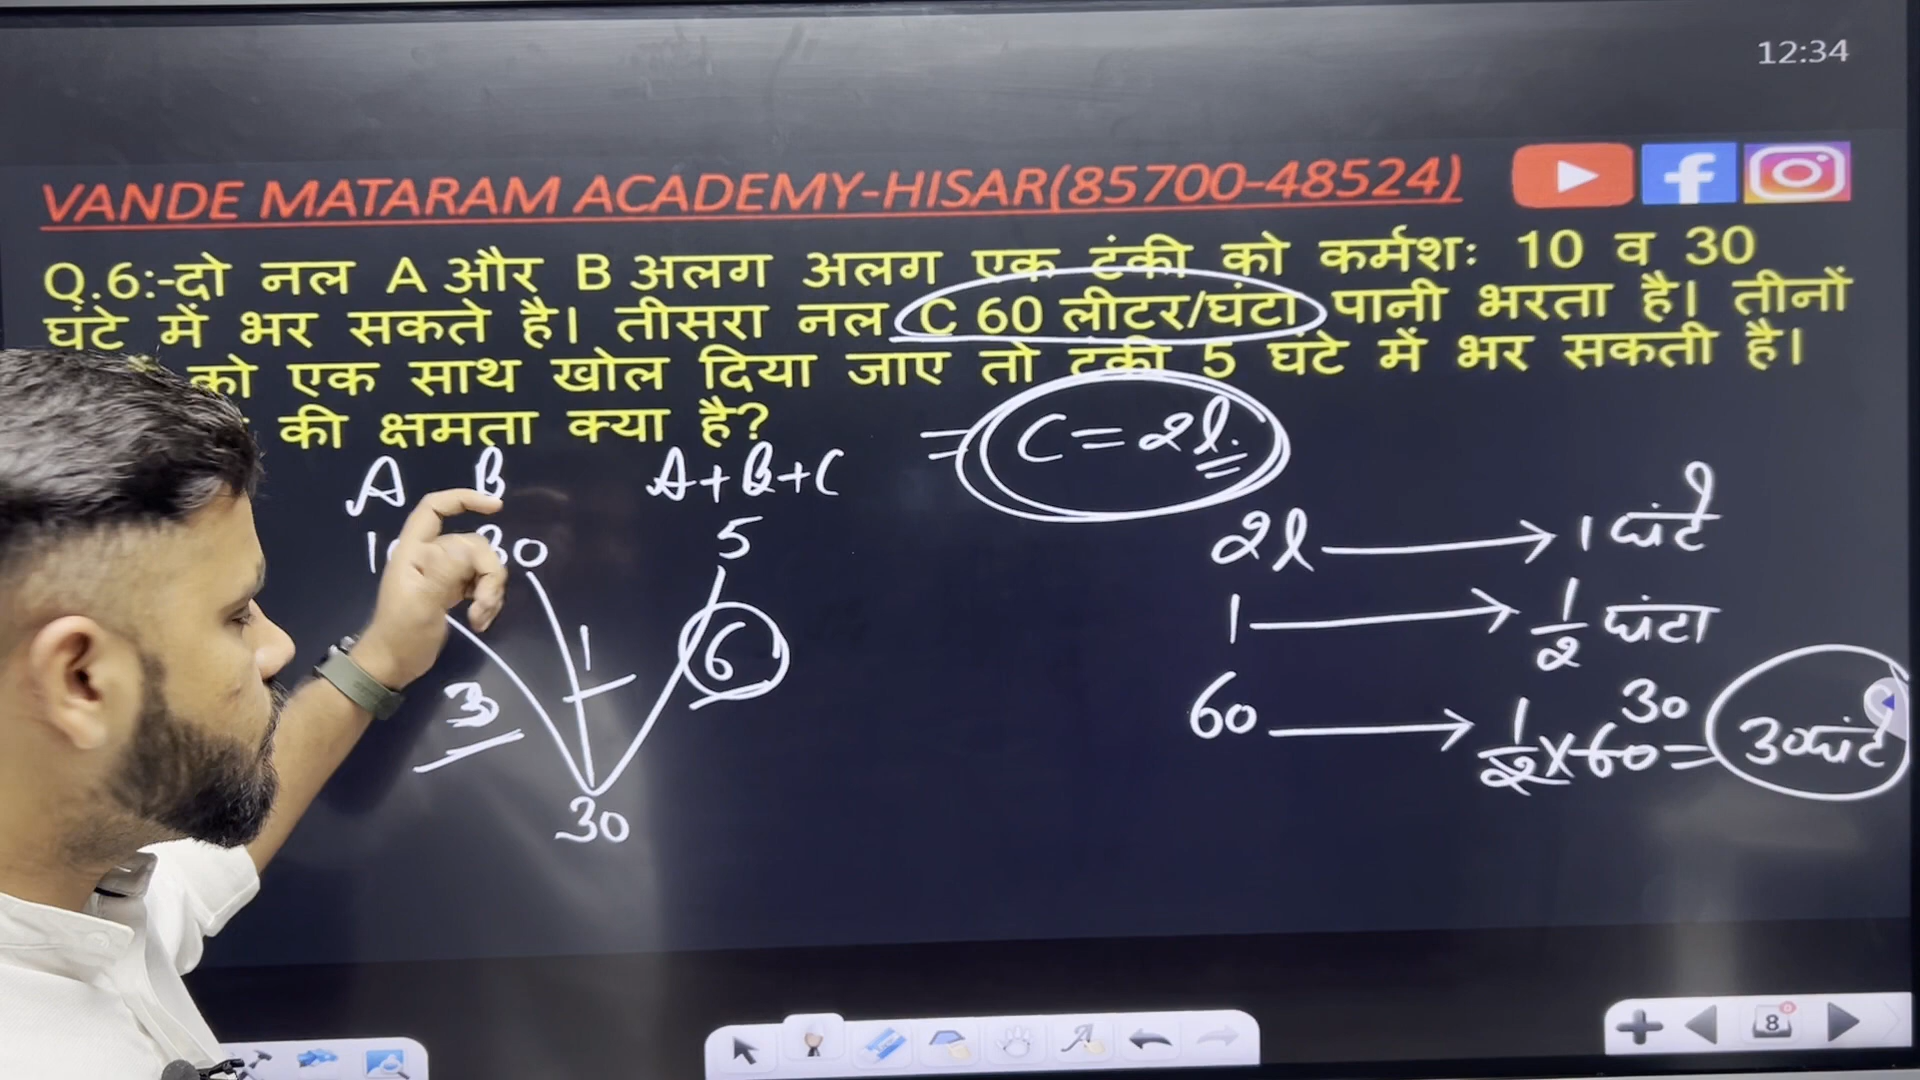 12:34
VANDE MATARAM ACADEMY-HISAR(85700-48524)
Q.6:-दो नल A और B अलग अलग एक टंकी को कर्मशः 10 व 30
घंटे में भर सकते है। तीसरा नल C 60 लीटर/घंटा पानी भरता है। तीनों
को एक साथ खोल दिया जाए तो टंकी 5 घंटे में भर सकती है।
की क्षमता क्या है?
= C = 2l.
A B A+B+C
30 5
2l → 1 घंटे
1 → 1/2 घंटा
60 → 1/2 × 60 = 30घंटे
30
3 1 6
30
8